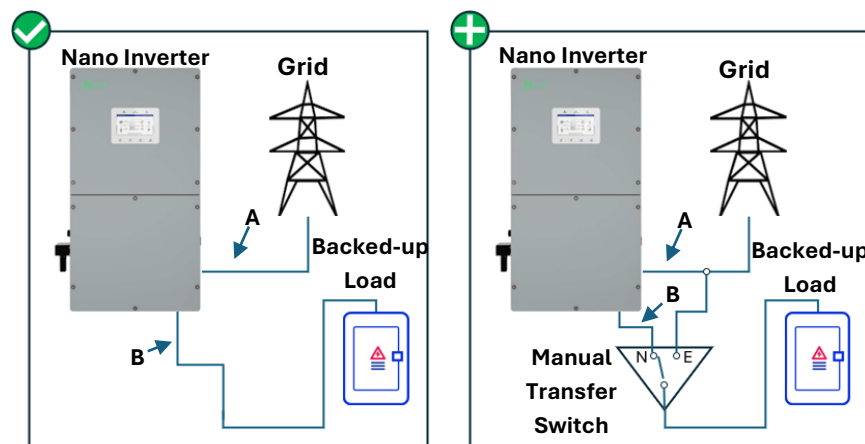 Nano Inverter
Grid
A
Backed-up
Load
B
Nano Inverter
Grid
A
Backed-up
Load
B
N
E
Manual
Transfer
Switch